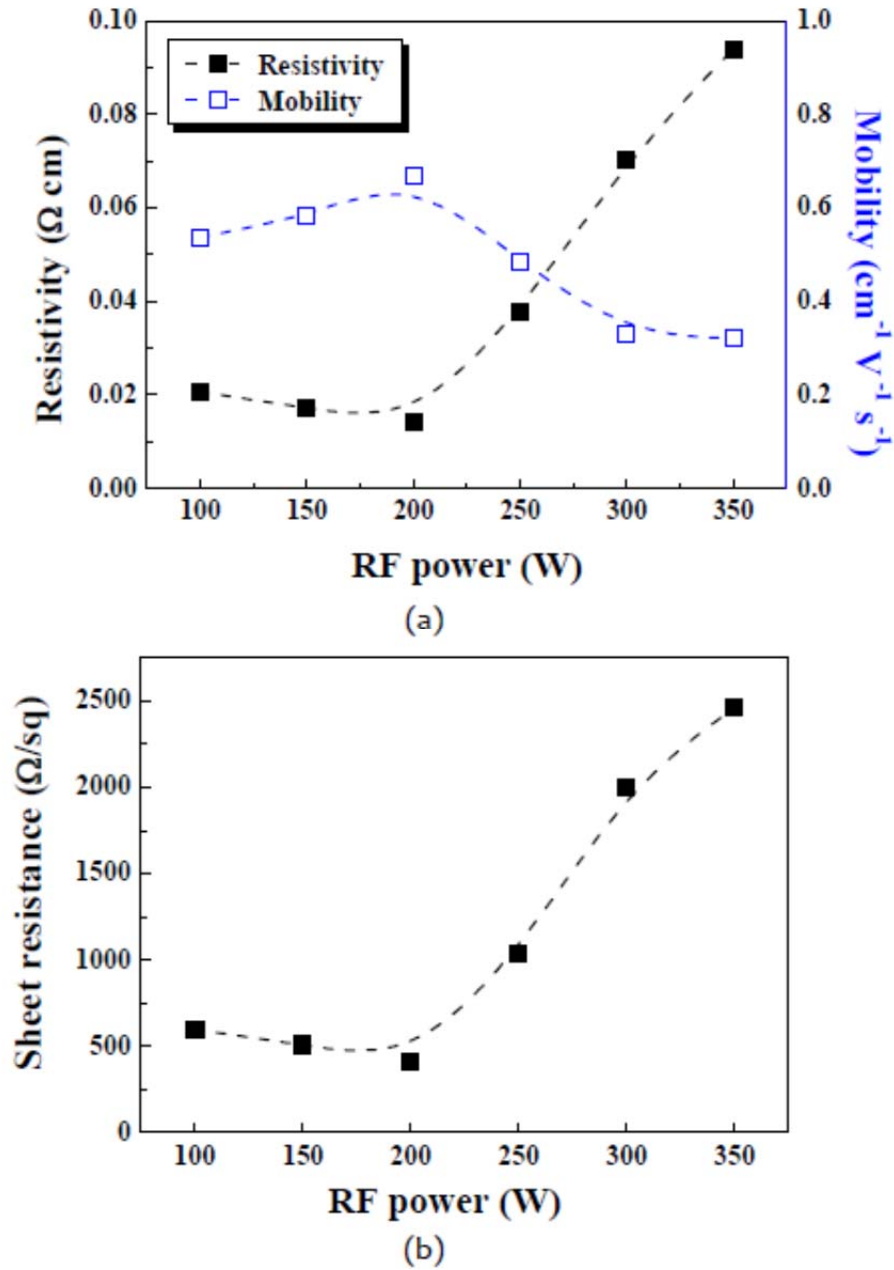 0.10
0.08
0.06
0.04
0.02
0.00
Resistivity (Ω cm)
Resistivity
Mobility
1.0
0.8
0.6
0.4
0.2
0.0
Mobility (cm⁻¹ V⁻¹ s⁻¹)
100 150 200 250 300 350
RF power (W)
(a)
2500
2000
1500
1000
500
0
Sheet resistance (Ω/sq)
100 150 200 250 300 350
RF power (W)
(b)